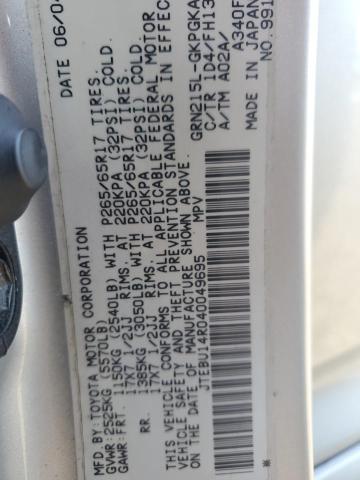 MFD.BY:TOYOTA MOTOR CORPORATION
DATE 06/0
GVWR:2525KG (5570LB)
GAWR:FRT. 1150KG (2540LB) WITH P265/65R17 TIRES.
17X7 1/2JJ RIMS. AT 220KPA (32PSI) COLD.
RR. 1385KG (3050LB) WITH P265/65R17 TIRES.
17X7 1/2JJ RIMS. AT 220KPA (32PSI) COLD.
THIS VEHICLE CONFORMS TO ALL APPLICABLE FEDERAL MOTOR
VEHICLE SAFETY AND THEFT PREVENTION STANDARDS IN EFFEC
ON THE DATE OF MANUFACTURE SHOWN ABOVE.
JTEBU14R040049695 MPV
GRN215L-GKPGKA
C/TR 1D4/FH13
A/TM A02A/ A340F
MADE IN JAPAN
NO.991